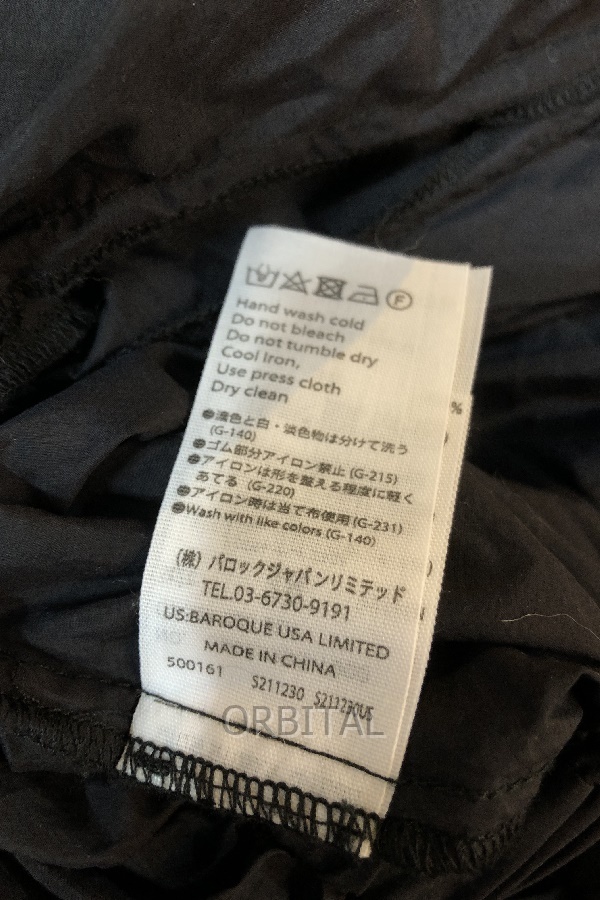 F
Hand wash cold
Do not bleach
Do not tumble dry
Cool Iron,
Use press cloth
Dry clean
●濃色と白・淡色物は分けて洗う
(G-140)
●ゴム部分アイロン禁止 (G-215)
●アイロンは形を整える程度に軽く
あてる (G-220)
●アイロン時は当て布使用 (G-231)
●Wash with like colors (G-140)
(株) バロックジャパンリミテッド
TEL.03-6730-9191
US:BAROQUE USA LIMITED
MADE IN CHINA
500161 S211230 S211230US
ORBITAL
%